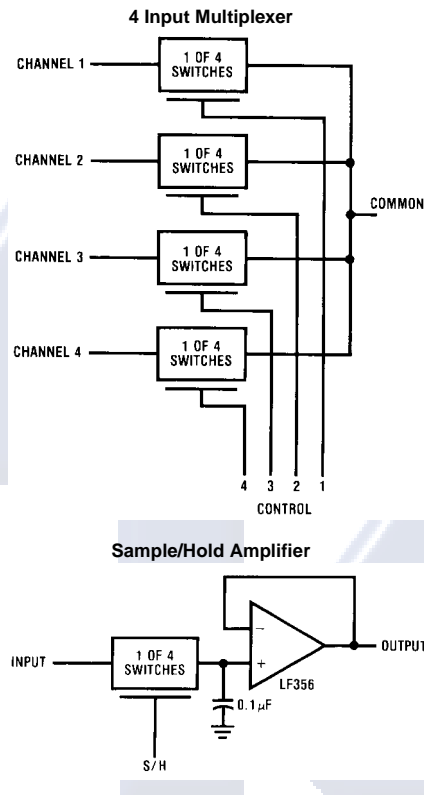 4 Input Multiplexer
CHANNEL 1
1 OF 4
SWITCHES
CHANNEL 2
1 OF 4
SWITCHES
COMMON
CHANNEL 3
1 OF 4
SWITCHES
CHANNEL 4
1 OF 4
SWITCHES
4 3 2 1
CONTROL
Sample/Hold Amplifier
INPUT
1 OF 4
SWITCHES
−
+
LF356
OUTPUT
0.1μF
S/H